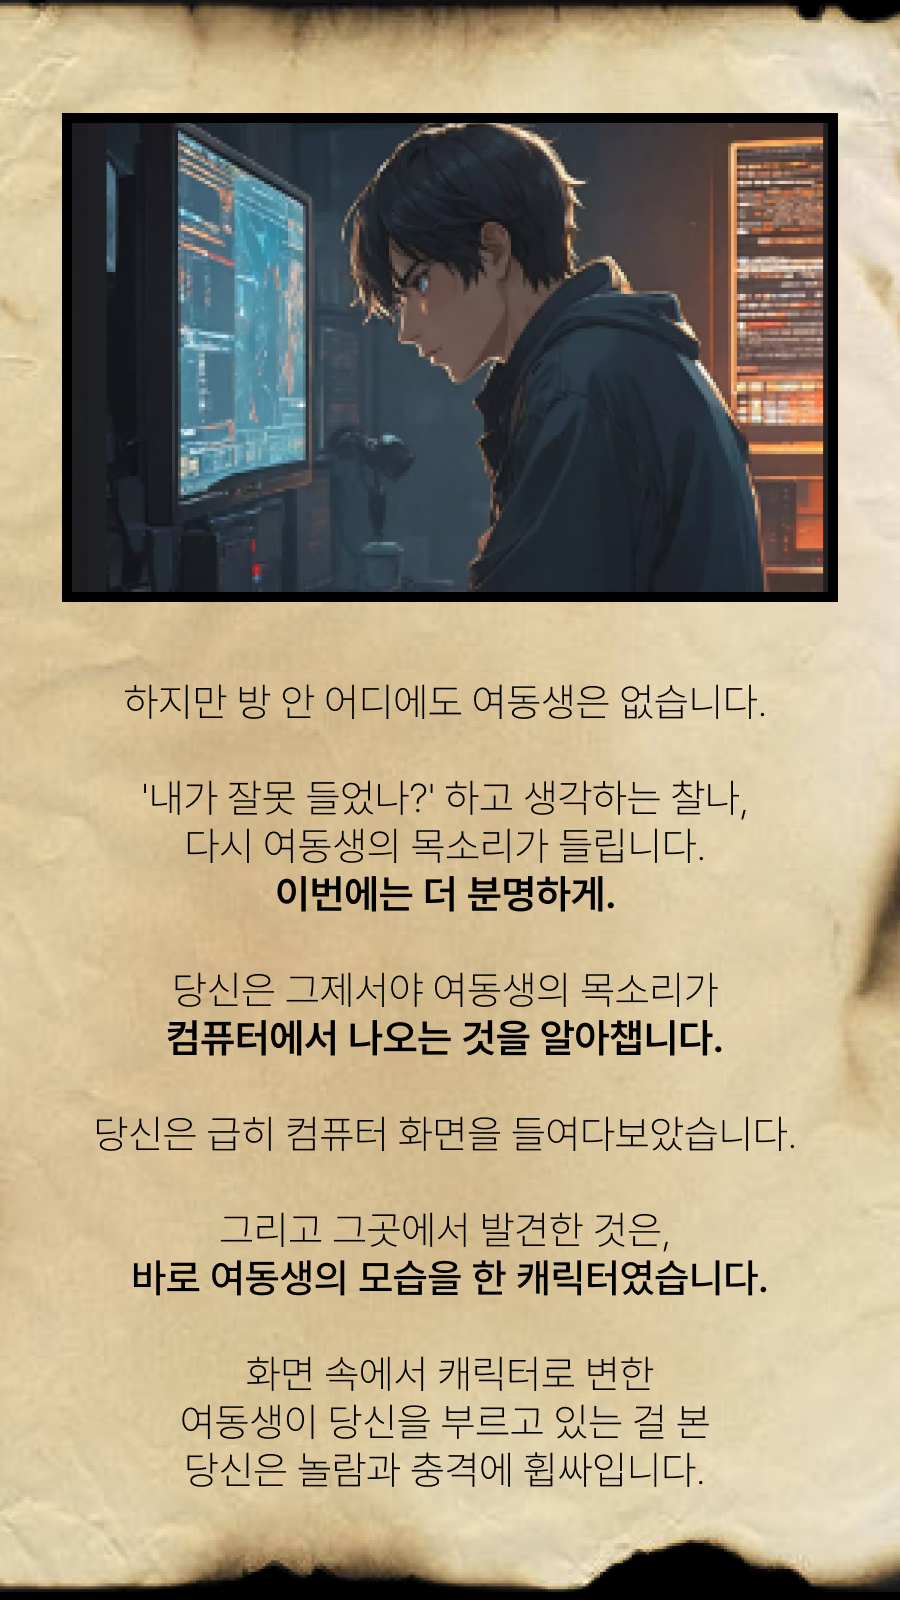 하지만 방 안 어디에도 여동생은 없습니다.
'내가 잘못 들었나?' 하고 생각하는 찰나,
다시 여동생의 목소리가 들립니다.
이번에는 더 분명하게.
당신은 그제서야 여동생의 목소리가
컴퓨터에서 나오는 것을 알아챕니다.
당신은 급히 컴퓨터 화면을 들여다보았습니다.
그리고 그곳에서 발견한 것은,
바로 여동생의 모습을 한 캐릭터였습니다.
화면 속에서 캐릭터로 변한
여동생이 당신을 부르고 있는 걸 본
당신은 놀람과 충격에 휩싸입니다.